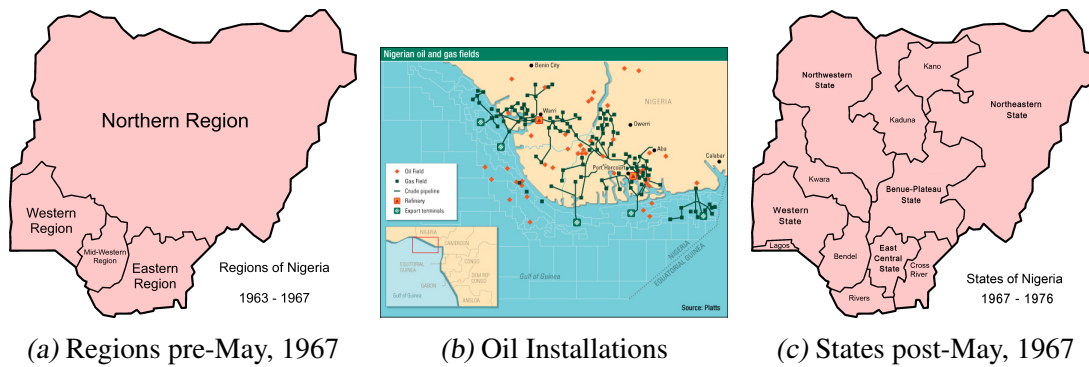 Northern Region
Western
Region
Mid-Western
Region
Eastern
Region
Regions of Nigeria
1963 - 1967
(a) Regions pre-May, 1967
Nigerian oil and gas fields
Benin City
NIGERIA
Warri
Owerri
Aba
Calabar
Port Harcourt
Oil Field
Gas Field
Crude pipeline
Refinery
Export terminals
NIGERIA
CAMEROON
EQUATORIAL
GUINEA
CONGO
GABON
DEM REP
CONGO
Gulf of Guinea
ANGOLA
Gulf of Guinea
NIGERIA
EQUATORIAL GUINEA
Source: Platts
(b) Oil Installations
Northwestern
State
Kano
Northeastern
State
Kaduna
Kwara
Benue-Plateau
State
Western
State
Lagos
Bendel
East
Central
State
Cross
River
Rivers
States of Nigeria
1967 - 1976
(c) States post-May, 1967